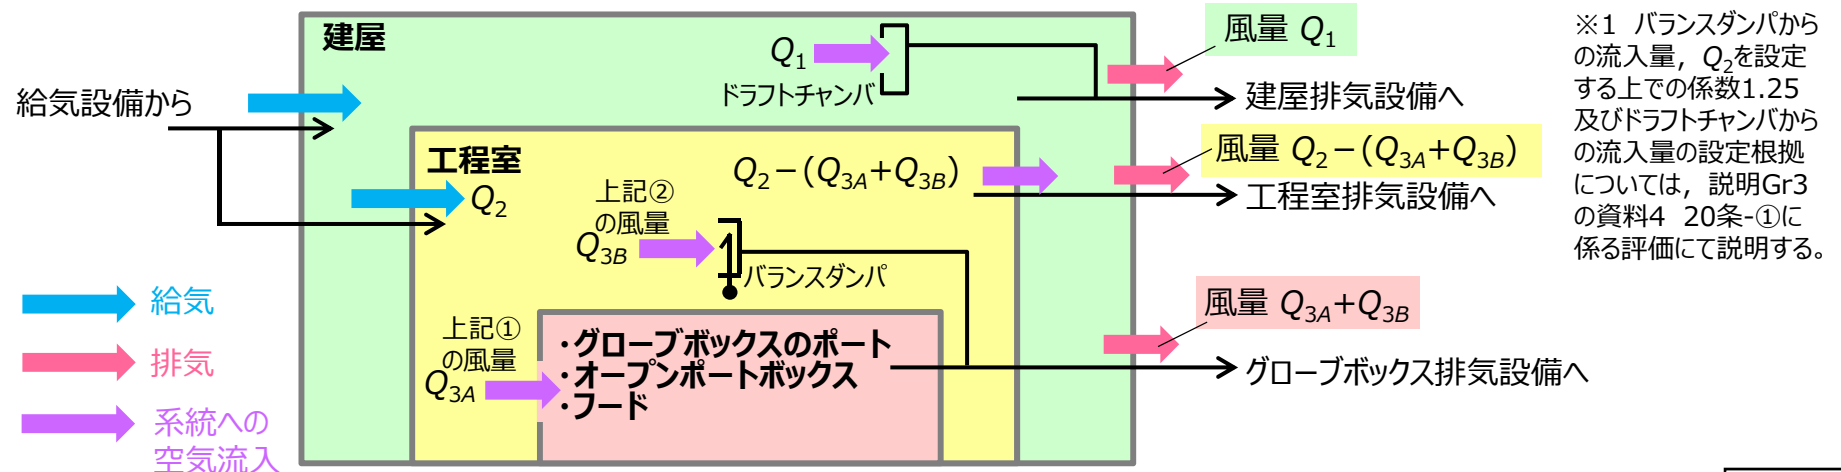 建屋
給気設備から
Q1
ドラフトチャンバ
風量 Q1
建屋排気設備へ
工程室
Q2
Q2－(Q3A+Q3B)
風量 Q2－(Q3A+Q3B)
工程室排気設備へ
上記②
の風量
Q3B
バランスダンパ
上記①
の風量
Q3A
・グローブボックスのポート
・オープンポートボックス
・フード
風量 Q3A+Q3B
グローブボックス排気設備へ
給気
排気
系統への
空気流入
※1 バランスダンパから
の流入量，Q2を設定
する上での係数1.25
及びドラフトチャンバから
の流入量の設定根拠
については，説明Gr3
の資料4 20条-①に
係る評価にて説明する。